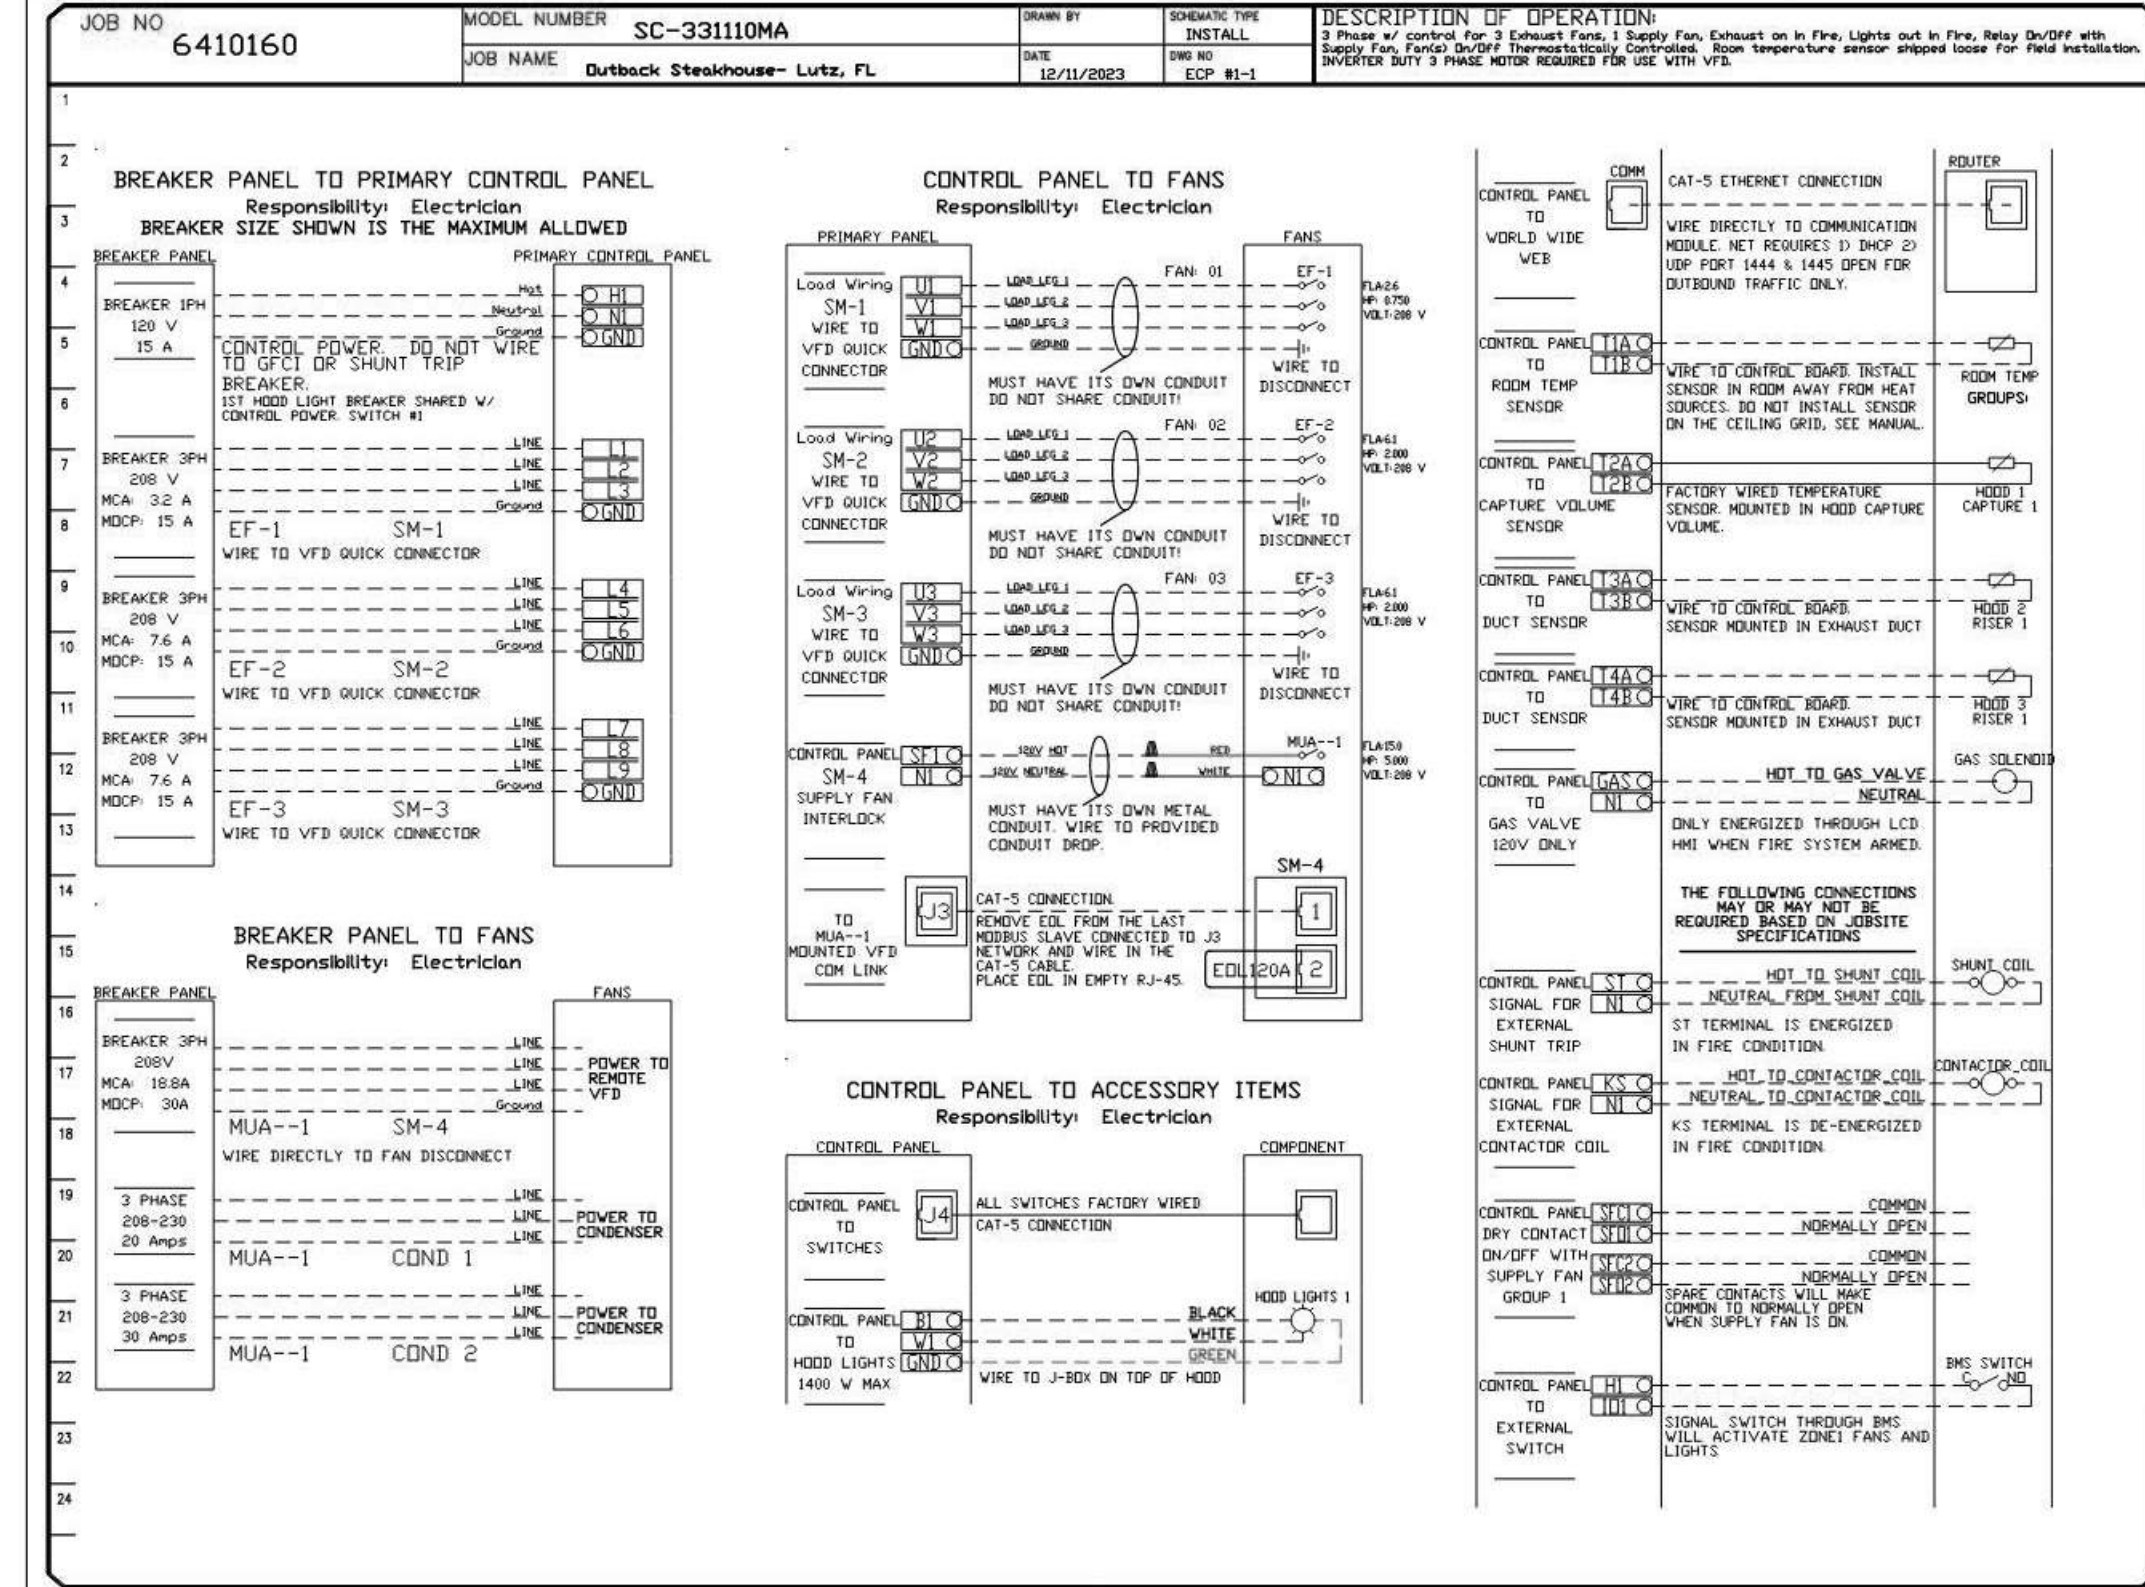 JOB NO
6410160
MODEL NUMBER
SC-331110MA
JOB NAME
Outback Steakhouse- Lutz, FL
DRAWN BY
SCHEMATIC TYPE
INSTALL
DATE
12/11/2023
DWG NO
ECP #1-1
DESCRIPTION OF OPERATION:
3 Phase w/ control for 3 Exhaust Fans, 1 Supply Fan, Exhaust on in Fire, Lights out in Fire, Relay On/Off with
Supply Fan, Fan(s) On/Off Thermostatically Controlled. Room temperature sensor shipped loose for field installation.
INVERTER DUTY 3 PHASE MOTOR REQUIRED FOR USE WITH VFD.
1
2
3
4
5
6
7
8
9
10
11
12
13
14
15
16
17
18
19
20
21
22
23
24
BREAKER PANEL TO PRIMARY CONTROL PANEL
Responsibility: Electrician
BREAKER SIZE SHOWN IS THE MAXIMUM ALLOWED
BREAKER PANEL
PRIMARY CONTROL PANEL
BREAKER 1PH
120 V
15 A
Hot
H1
Neutral
N1
Ground
GND
CONTROL POWER. DO NOT WIRE
TO GFCI OR SHUNT TRIP
BREAKER.
1ST HOOD LIGHT BREAKER SHARED W/
CONTROL POWER. SWITCH #1
BREAKER 3PH
208 V
MCA: 3.2 A
MOCP: 15 A
LINE
L1
LINE
L2
LINE
L3
Ground
GND
EF-1 SM-1
WIRE TO VFD QUICK CONNECTOR
BREAKER 3PH
208 V
MCA: 7.6 A
MOCP: 15 A
LINE
L4
LINE
L5
LINE
L6
Ground
GND
EF-2 SM-2
WIRE TO VFD QUICK CONNECTOR
BREAKER 3PH
208 V
MCA: 7.6 A
MOCP: 15 A
LINE
L7
LINE
L8
LINE
L9
Ground
GND
EF-3 SM-3
WIRE TO VFD QUICK CONNECTOR
BREAKER PANEL TO FANS
Responsibility: Electrician
BREAKER PANEL
FANS
BREAKER 3PH
208V
MCA: 18.8A
MOCP: 30A
LINE
LINE
LINE
Ground
POWER TO
REMOTE
VFD
MUA--1 SM-4
WIRE DIRECTLY TO FAN DISCONNECT
3 PHASE
208-230
20 Amps
LINE
LINE
LINE
POWER TO
CONDENSER
MUA--1 COND 1
3 PHASE
208-230
30 Amps
LINE
LINE
LINE
POWER TO
CONDENSER
MUA--1 COND 2
CONTROL PANEL TO FANS
Responsibility: Electrician
PRIMARY PANEL
FANS
Load Wiring
SM-1
WIRE TO
VFD QUICK
CONNECTOR
U1
V1
W1
GND
LOAD LEG 1
LOAD LEG 2
LOAD LEG 3
GROUND
FAN: 01
EF-1
FLA:2.6
HP: 0.750
VOLT:208 V
WIRE TO
DISCONNECT
MUST HAVE ITS OWN CONDUIT
DO NOT SHARE CONDUIT!
Load Wiring
SM-2
WIRE TO
VFD QUICK
CONNECTOR
U2
V2
W2
GND
LOAD LEG 1
LOAD LEG 2
LOAD LEG 3
GROUND
FAN: 02
EF-2
FLA:6.1
HP: 2.000
VOLT:208 V
WIRE TO
DISCONNECT
MUST HAVE ITS OWN CONDUIT
DO NOT SHARE CONDUIT!
Load Wiring
SM-3
WIRE TO
VFD QUICK
CONNECTOR
U3
V3
W3
GND
LOAD LEG 1
LOAD LEG 2
LOAD LEG 3
GROUND
FAN: 03
EF-3
FLA:6.1
HP: 2.000
VOLT:208 V
WIRE TO
DISCONNECT
MUST HAVE ITS OWN CONDUIT
DO NOT SHARE CONDUIT!
CONTROL PANEL
SM-4
SUPPLY FAN
INTERLOCK
SF1
N1
120V HOT
120V NEUTRAL
RED
WHITE
MUA--1
N1
FLA:15.0
HP: 5.000
VOLT:208 V
MUST HAVE ITS OWN METAL
CONDUIT. WIRE TO PROVIDED
CONDUIT DROP.
TO
MUA--1
MOUNTED VFD
COM LINK
J3
CAT-5 CONNECTION.
REMOVE EOL FROM THE LAST
MODBUS SLAVE CONNECTED TO J3
NETWORK AND WIRE IN THE
CAT-5 CABLE.
PLACE EOL IN EMPTY RJ-45.
SM-4
1
EOL120A
2
CONTROL PANEL TO ACCESSORY ITEMS
Responsibility: Electrician
CONTROL PANEL
COMPONENT
CONTROL PANEL
TO
SWITCHES
J4
ALL SWITCHES FACTORY WIRED
CAT-5 CONNECTION
CONTROL PANEL
TO
HOOD LIGHTS
1400 W MAX
B1
W1
GND
BLACK
WHITE
GREEN
HOOD LIGHTS 1
WIRE TO J-BOX ON TOP OF HOOD
CONTROL PANEL
TO
WORLD WIDE
WEB
COMM
CAT-5 ETHERNET CONNECTION
ROUTER
WIRE DIRECTLY TO COMMUNICATION
MODULE. NET REQUIRES 1) DHCP 2)
UDP PORT 1444 & 1445 OPEN FOR
OUTBOUND TRAFFIC ONLY.
CONTROL PANEL
TO
ROOM TEMP
SENSOR
T1A
T1B
WIRE TO CONTROL BOARD. INSTALL
SENSOR IN ROOM AWAY FROM HEAT
SOURCES. DO NOT INSTALL SENSOR
ON THE CEILING GRID, SEE MANUAL.
ROOM TEMP
GROUPS:
CONTROL PANEL
TO
CAPTURE VOLUME
SENSOR
T2A
T2B
FACTORY WIRED TEMPERATURE
SENSOR. MOUNTED IN HOOD CAPTURE
VOLUME.
HOOD 1
CAPTURE 1
CONTROL PANEL
TO
DUCT SENSOR
T3A
T3B
WIRE TO CONTROL BOARD.
SENSOR MOUNTED IN EXHAUST DUCT
HOOD 2
RISER 1
CONTROL PANEL
TO
DUCT SENSOR
T4A
T4B
WIRE TO CONTROL BOARD.
SENSOR MOUNTED IN EXHAUST DUCT
HOOD 3
RISER 1
CONTROL PANEL
TO
GAS VALVE
120V ONLY
GAS
N1
HOT TO GAS VALVE
NEUTRAL
GAS SOLENOID
ONLY ENERGIZED THROUGH LCD
HMI WHEN FIRE SYSTEM ARMED.
THE FOLLOWING CONNECTIONS
MAY OR MAY NOT BE
REQUIRED BASED ON JOBSITE
SPECIFICATIONS
CONTROL PANEL
SIGNAL FOR
EXTERNAL
SHUNT TRIP
ST
N1
HOT TO SHUNT COIL
NEUTRAL FROM SHUNT COIL
SHUNT COIL
ST TERMINAL IS ENERGIZED
IN FIRE CONDITION.
CONTROL PANEL
SIGNAL FOR
EXTERNAL
CONTACTOR COIL
KS
N1
HOT TO CONTACTOR COIL
NEUTRAL TO CONTACTOR COIL
CONTACTOR COIL
KS TERMINAL IS DE-ENERGIZED
IN FIRE CONDITION.
CONTROL PANEL
DRY CONTACT
ON/OFF WITH
SUPPLY FAN
GROUP 1
SFC1
SFO1
SFC2
SFO2
COMMON
NORMALLY OPEN
COMMON
NORMALLY OPEN
SPARE CONTACTS WILL MAKE
COMMON TO NORMALLY OPEN
WHEN SUPPLY FAN IS ON.
CONTROL PANEL
TO
EXTERNAL
SWITCH
H1
IO1
BMS SWITCH
C NO
SIGNAL SWITCH THROUGH BMS
WILL ACTIVATE ZONE1 FANS AND
LIGHTS